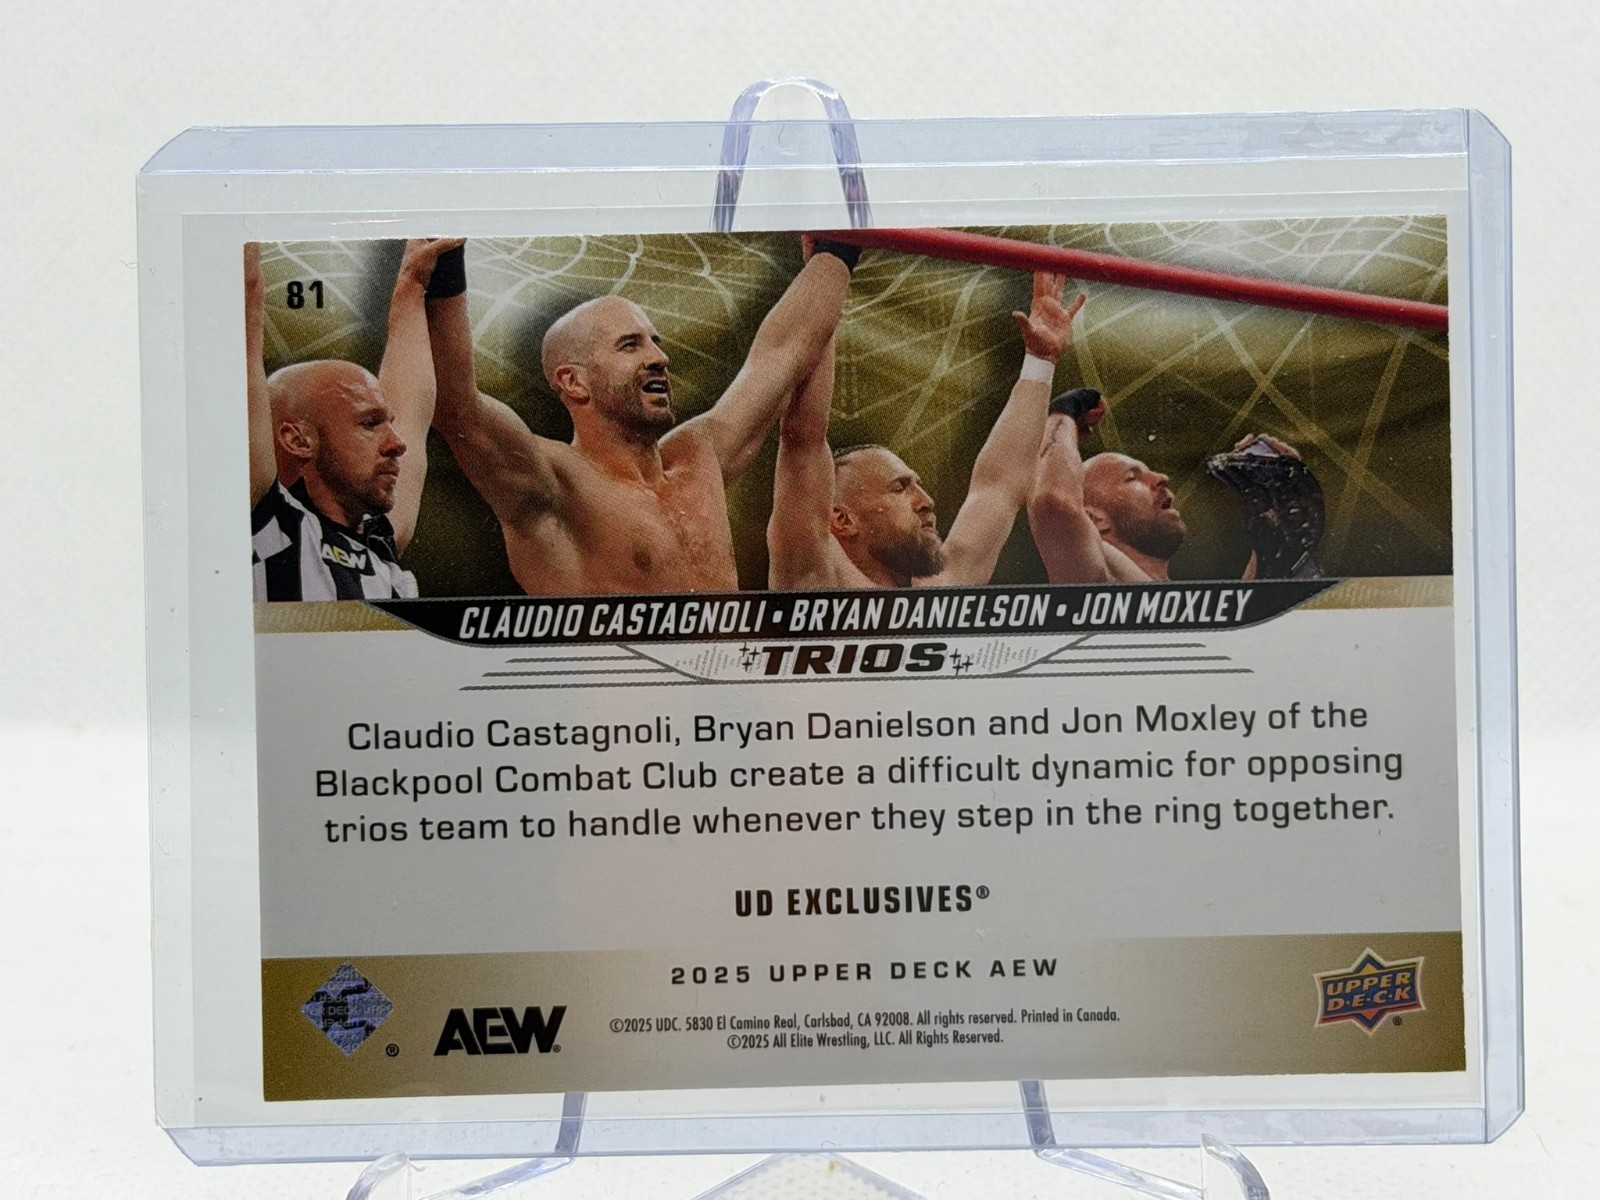 81
AEW
CLAUDIO CASTAGNOLI • BRYAN DANIELSON • JON MOXLEY
TRIOS
Claudio Castagnoli, Bryan Danielson and Jon Moxley of the
Blackpool Combat Club create a difficult dynamic for opposing
trios team to handle whenever they step in the ring together.
UD EXCLUSIVES®
2025 UPPER DECK AEW
UPPER
D·E·C·K
®
®
AEW
©2025 UDC. 5830 El Camino Real, Carlsbad, CA 92008. All rights reserved. Printed in Canada.
©2025 All Elite Wrestling, LLC. All Rights Reserved.